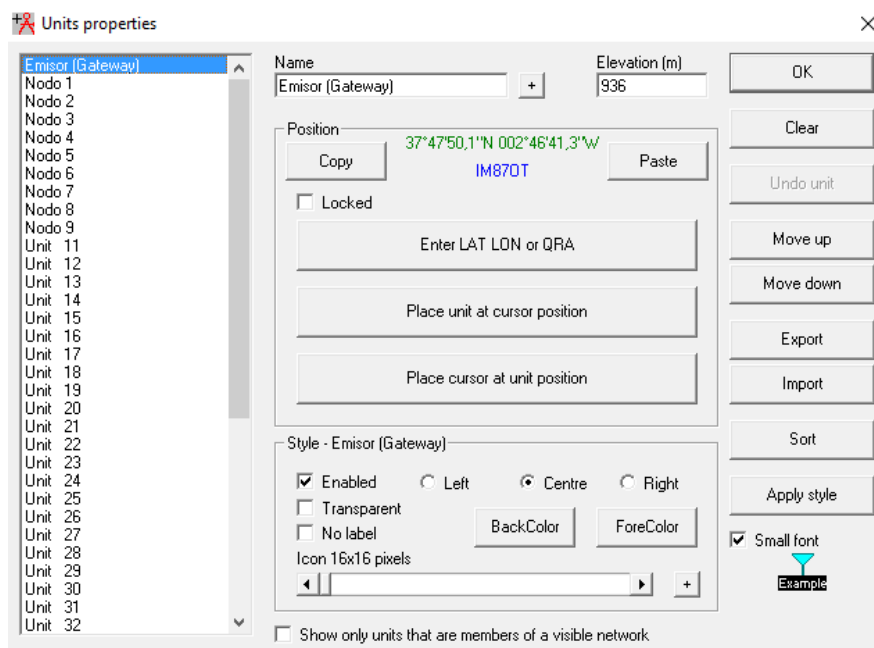 Units properties
Emisor (Gateway)
Nodo 1
Nodo 2
Nodo 3
Nodo 4
Nodo 5
Nodo 6
Nodo 7
Nodo 8
Nodo 9
Unit 11
Unit 12
Unit 13
Unit 14
Unit 15
Unit 16
Unit 17
Unit 18
Unit 19
Unit 20
Unit 21
Unit 22
Unit 23
Unit 24
Unit 25
Unit 26
Unit 27
Unit 28
Unit 29
Unit 30
Unit 31
Unit 32
Name
Emisor (Gateway)
+
Elevation (m)
936
Position
Copy
37°47'50,1"N 002°46'41,3"W
IM87OT
Paste
Locked
Enter LAT LON or QRA
Place unit at cursor position
Place cursor at unit position
Style - Emisor (Gateway)
Enabled
Left
Centre
Right
Transparent
No label
BackColor
ForeColor
Icon 16x16 pixels
+
Show only units that are members of a visible network
OK
Clear
Undo unit
Move up
Move down
Export
Import
Sort
Apply style
Small font
Example